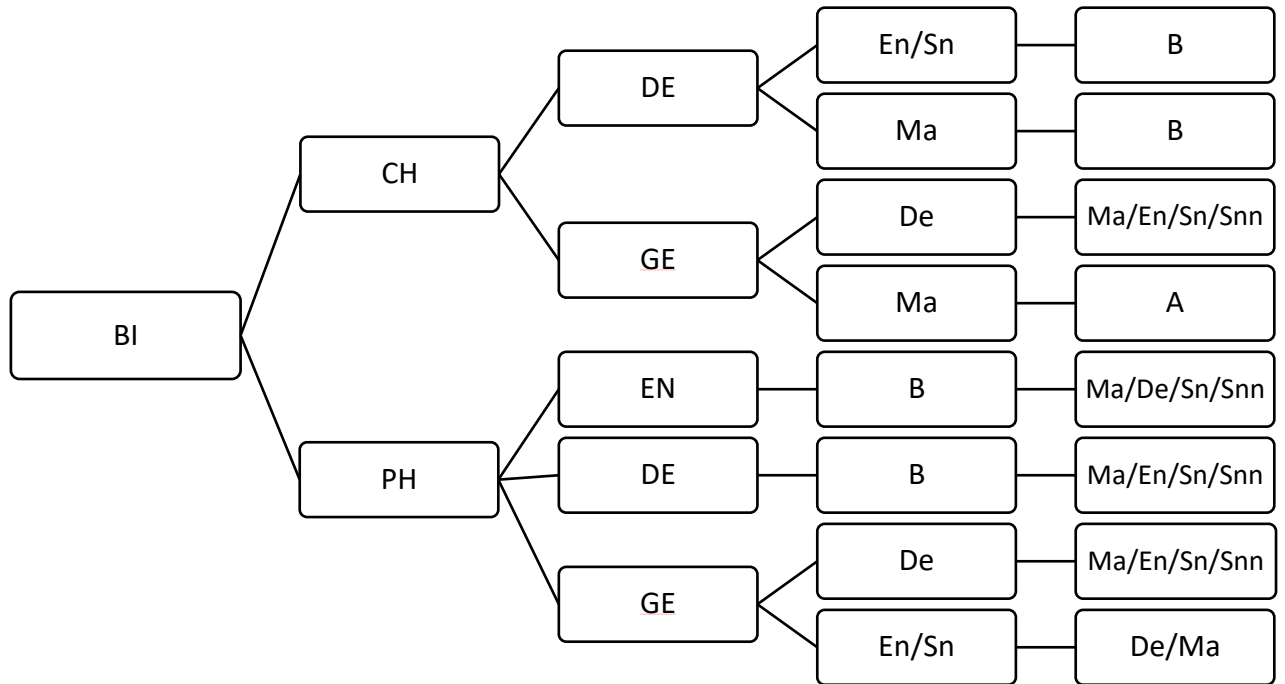 En/Sn
B
DE
Ma
B
CH
De
Ma/En/Sn/Snn
GE
Ma
A
BI
EN
B
Ma/De/Sn/Snn
PH
DE
B
Ma/En/Sn/Snn
De
Ma/En/Sn/Snn
GE
En/Sn
De/Ma